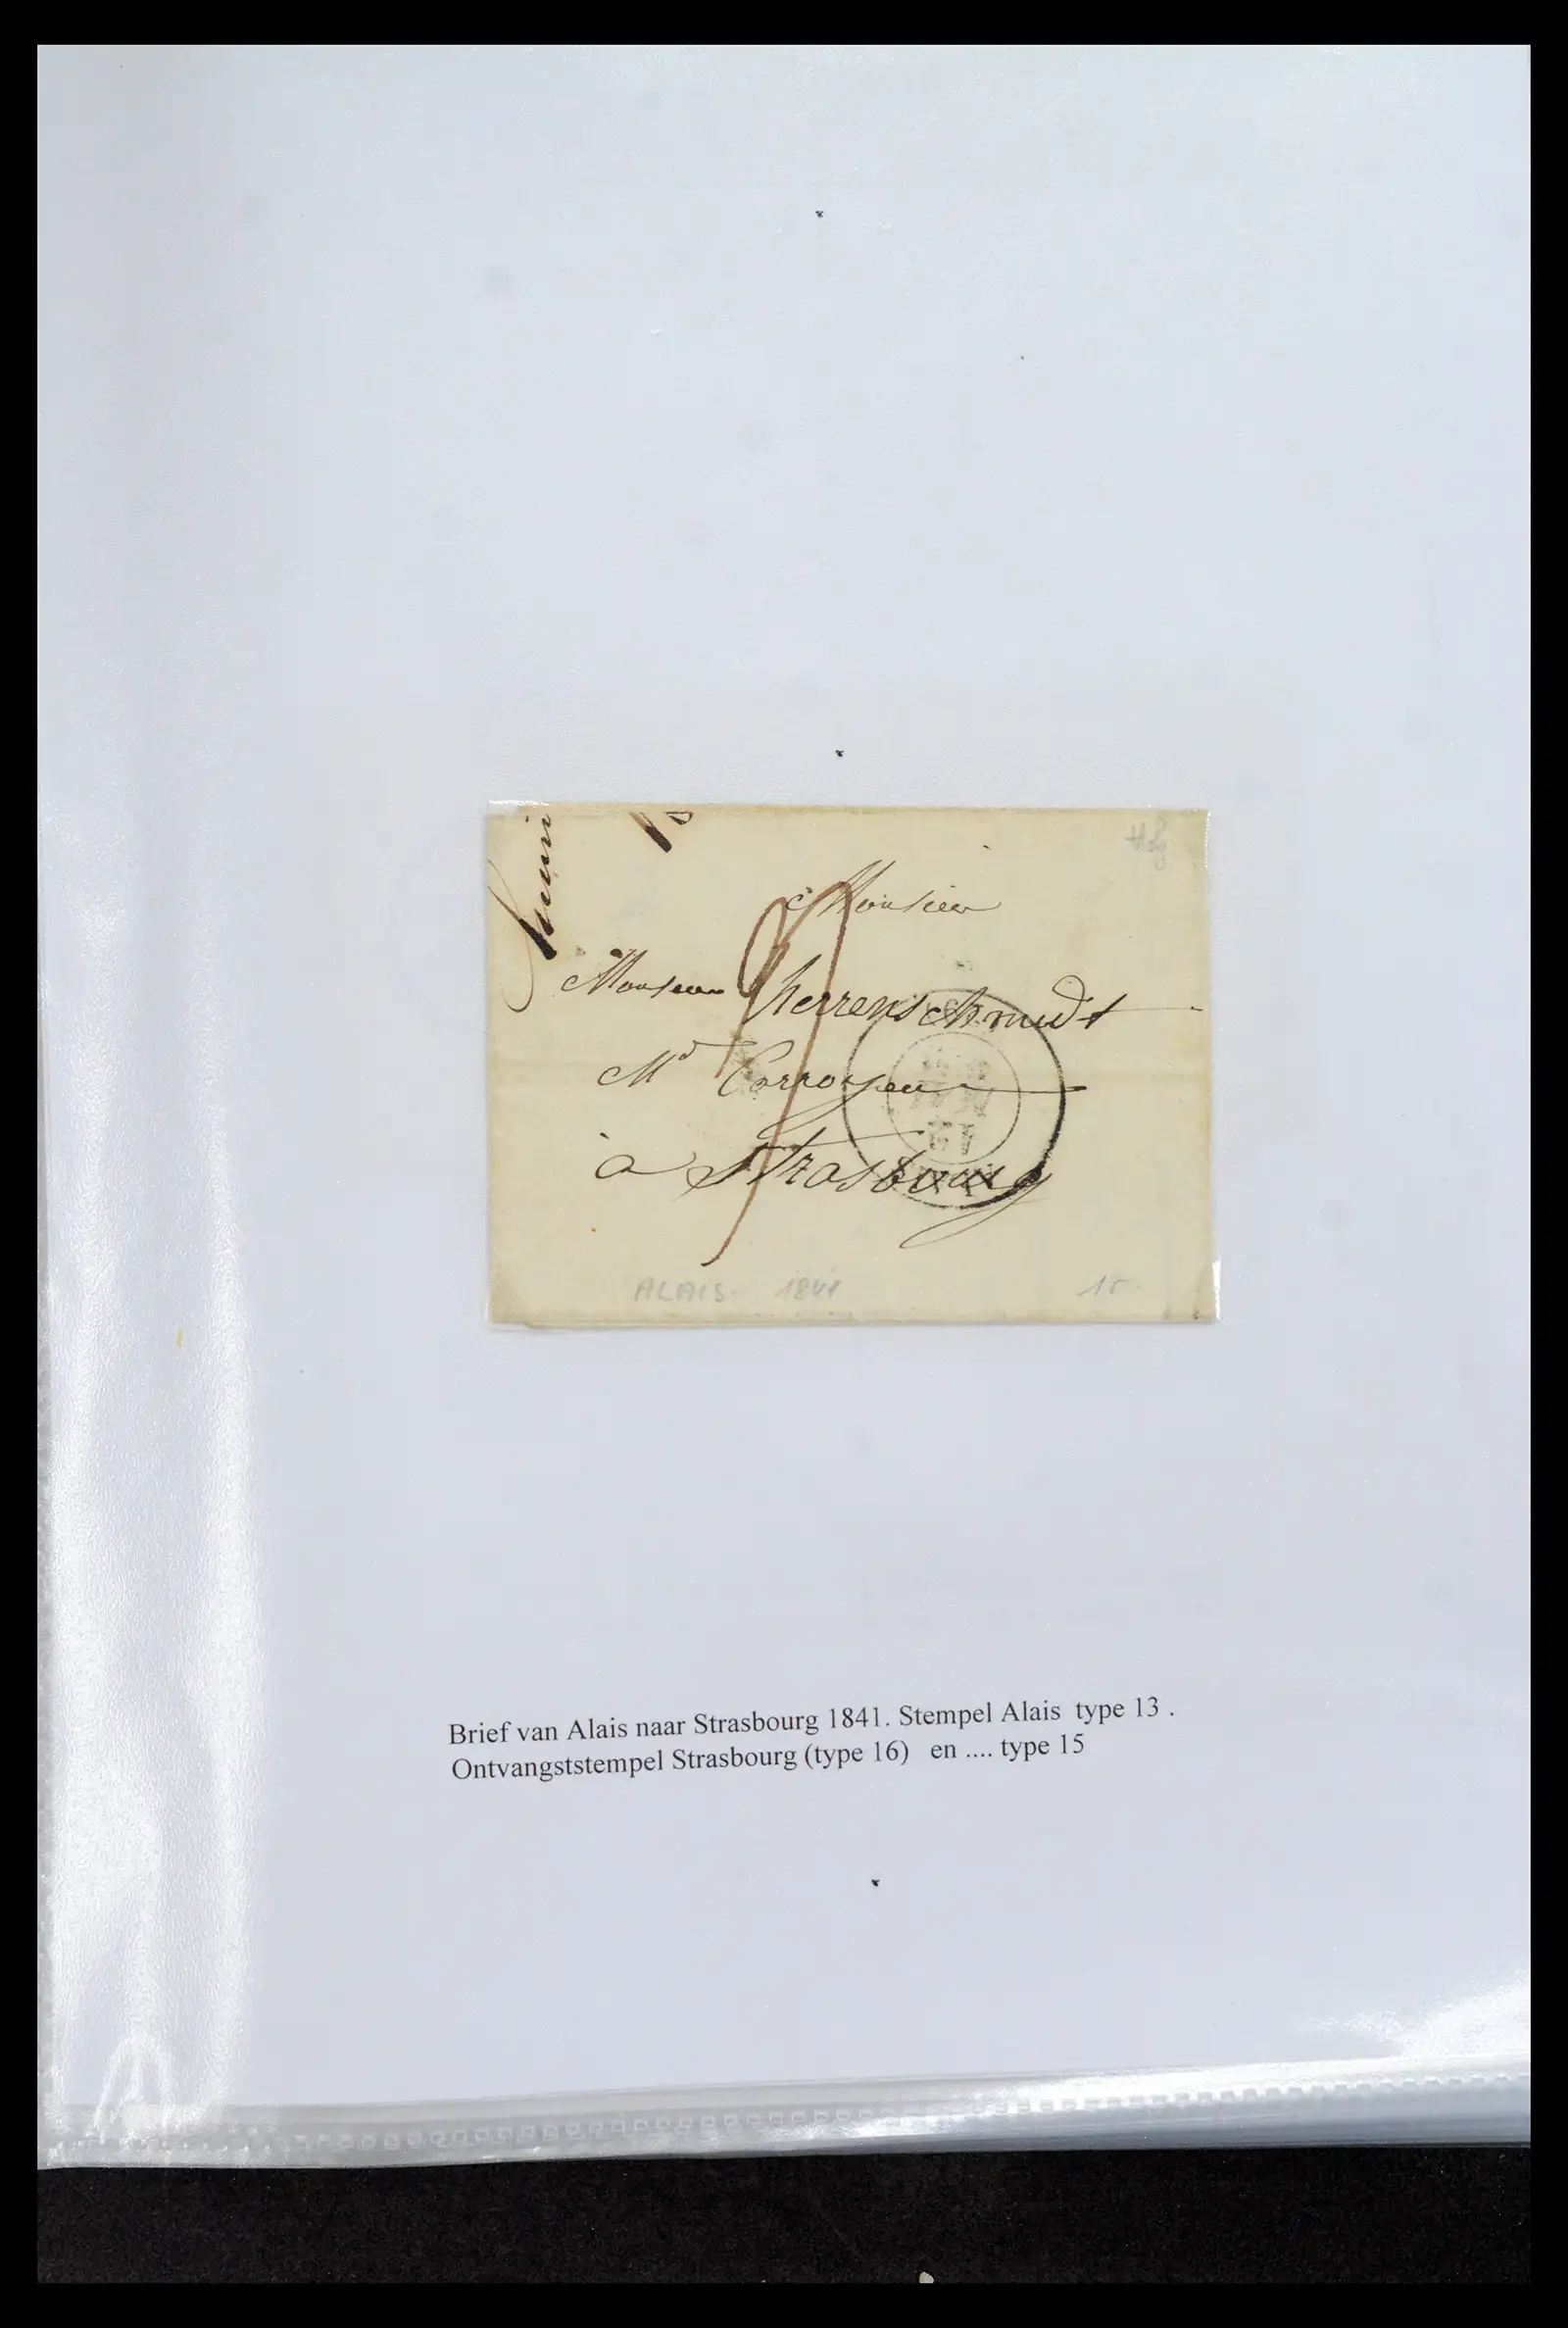 Monsieur
Monsieur herrenschmidt
Md Corroyeur
à Strasbourg
ALAIS - 1841
15
Brief van Alais naar Strasbourg 1841. Stempel Alais type 13 .
Ontvangststempel Strasbourg (type 16) en .... type 15